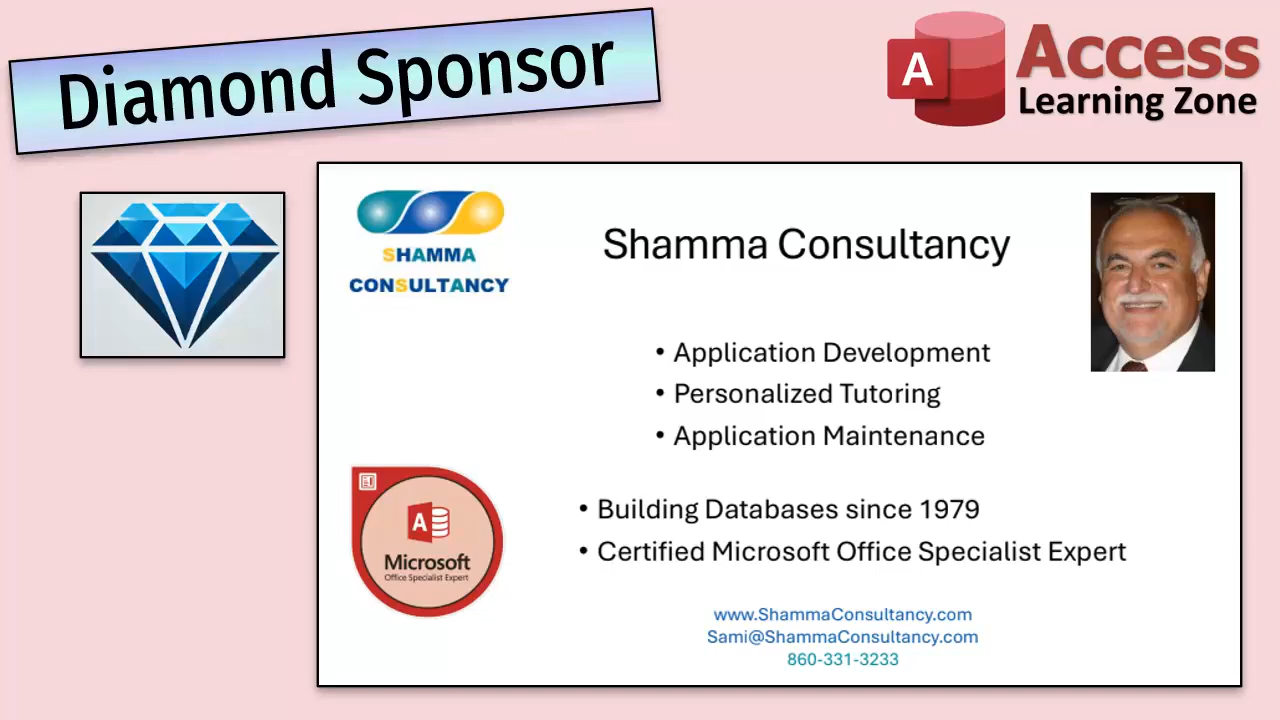 Diamond Sponsor
A
Access
Learning Zone
SHAMMA
CONSULTANCY
Shamma Consultancy
• Application Development
• Personalized Tutoring
• Application Maintenance
A
Microsoft
Office Specialist Expert
• Building Databases since 1979
• Certified Microsoft Office Specialist Expert
www.ShammaConsultancy.com
Sami@ShammaConsultancy.com
860-331-3233